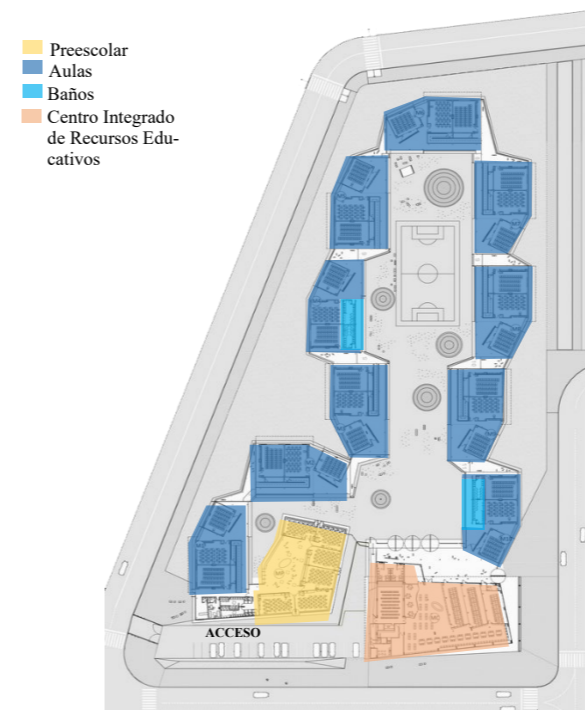 Preescolar
Aulas
Baños
Centro Integrado
de Recursos Edu-
cativos
ACCESO